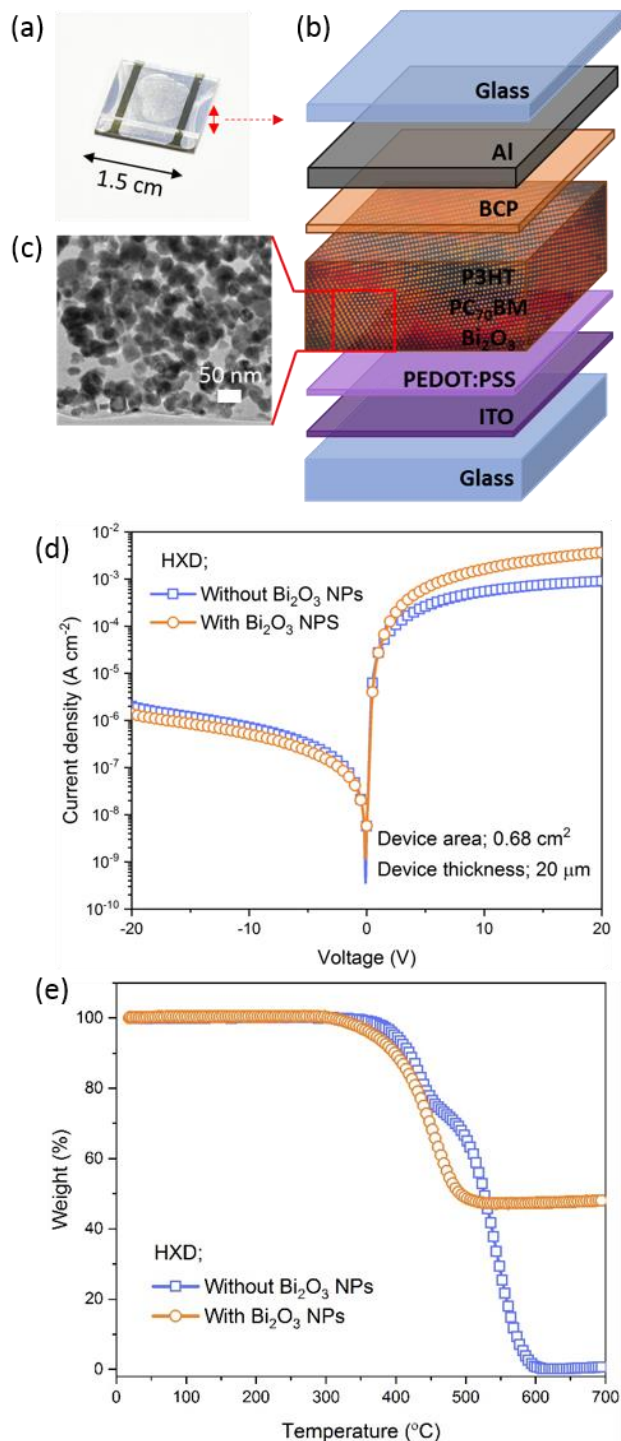 (a)
1.5 cm
(b)
Glass
Al
BCP
P3HT
PC₇₀BM
Bi₂O₃
PEDOT:PSS
ITO
Glass
(c)
50 nm
(d)
HXD;
Without Bi₂O₃ NPs
With Bi₂O₃ NPS
Device area; 0.68 cm²
Device thickness; 20 μm
10⁻²
10⁻³
10⁻⁴
10⁻⁵
10⁻⁶
10⁻⁷
10⁻⁸
10⁻⁹
10⁻¹⁰
Current density (A cm⁻²)
-20 -10 0 10 20
Voltage (V)
(e)
100
80
60
40
20
0
Weight (%)
HXD;
Without Bi₂O₃ NPs
With Bi₂O₃ NPs
0 100 200 300 400 500 600 700
Temperature (°C)